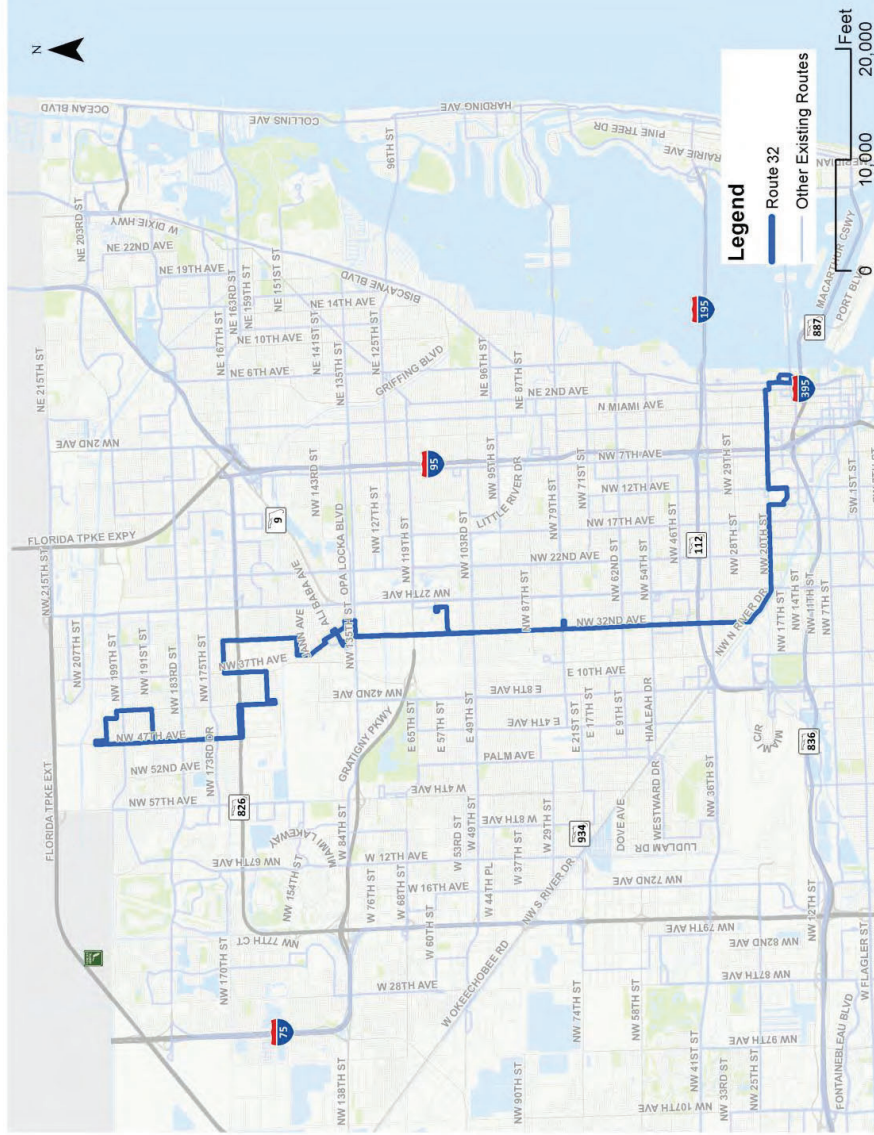 N
OCEAN BLVD
NE 203RD ST
NE 215TH ST
W DIXIE HWY
NE 22ND AVE
NE 19TH AVE
NE 163RD ST
NE 159TH ST
NE 151ST ST
NE 167TH ST
NE 14TH AVE
NE 10TH AVE
NE 141ST ST
NE 135TH ST
NE 125TH ST
NE 6TH AVE
GRIFFING BLVD
BISCAYNE BLVD
COLLINS AVE
96TH ST
HARDING AVE
PINE TREE DR
NE 96TH ST
NE 87TH ST
NE 2ND AVE
N MIAMI AVE
NW 2ND AVE
FLORIDA TPKE EXPY
NW 215TH ST
9
95
195
395
887
MACARTHUR CSWY
PORT BLVD
NW 143RD ST
OPA LOCKA BLVD
ALI BABA AVE
NW 127TH ST
NW 119TH ST
NW 103RD ST
NW 95TH ST
LITTLE RIVER DR
NW 7TH AVE
NW 71ST ST
NW 79TH ST
NW 12TH AVE
NW 17TH AVE
NW 62ND ST
NW 54TH ST
NW 46TH ST
NW 22ND AVE
NW 29TH ST
NW 28TH ST
NW 20TH ST
112
NW 27TH AVE
NW 87TH ST
NW 32ND AVE
NW N RIVER DR
NW 17TH ST
NW 14TH ST
NW 11TH ST
NW 7TH ST
SW 1ST ST
NW 207TH ST
NW 199TH ST
NW 191ST ST
NW 183RD ST
NW 175TH ST
NW 37TH AVE
NW 135TH ST
NW 42ND AVE
NW 47TH AVE
NW 173RD DR
NW 52ND AVE
NW 57TH AVE
GRATIGNY PKWY
E 65TH ST
E 57TH ST
E 49TH ST
E 8TH AVE
E 10TH AVE
E 4TH AVE
E 21ST ST
E 17TH ST
E 9TH ST
HIALEAH DR
PALM AVE
FLORIDA TPKE EXT
826
MIAMI LAKEWAY
NW 67TH AVE
NW 154TH ST
W 84TH ST
W 4TH AVE
W 8TH AVE
W 12TH AVE
W 16TH AVE
W 76TH ST
W 68TH ST
W 60TH ST
W 53RD ST
W 49TH ST
W 44TH PL
W 37TH ST
W 29TH ST
934
DOVE AVE
WESTWARD DR
LUDLAM DR
NW 36TH ST
836
NW 72ND AVE
NW S RIVER DR
NW 12TH ST
NW 77TH CT
NW 170TH ST
W 28TH AVE
W OKEECHOBEE RD
NW 79TH AVE
NW 82ND AVE
NW 87TH AVE
W FLAGLER ST
75
NW 138TH ST
NW 90TH ST
NW 74TH ST
NW 58TH ST
NW 41ST ST
NW 33RD ST
NW 25TH ST
NW 97TH AVE
NW 107TH AVE
FONTAINEBLEAU BLVD
Legend
Route 32
Other Existing Routes
0 10,000 20,000
Feet